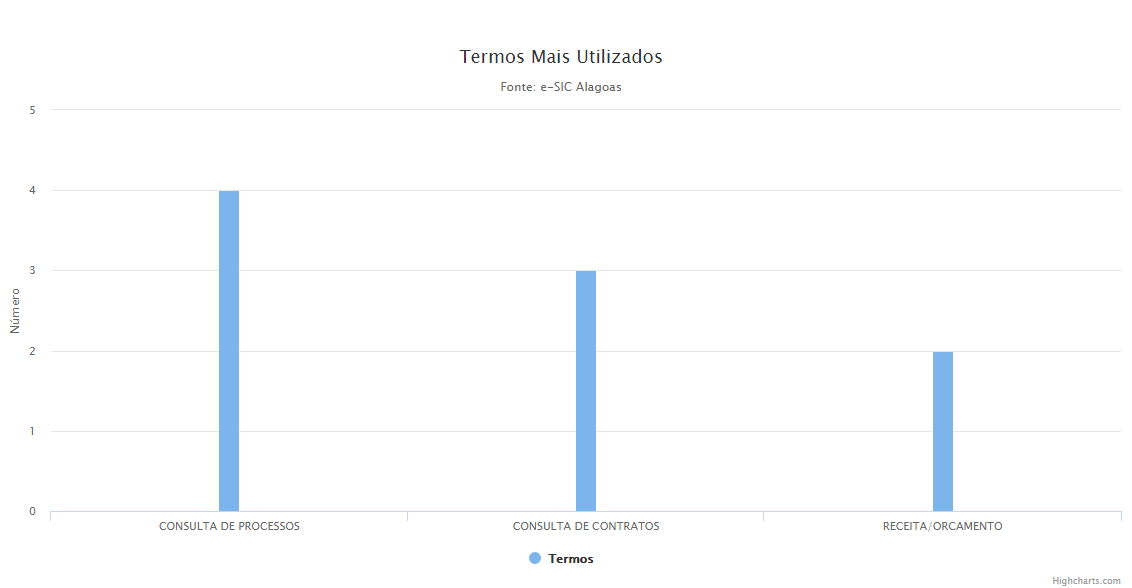 Termos Mais Utilizados
Fonte: e-SIC Alagoas
5
4
3
2
1
0
Número
CONSULTA DE PROCESSOS
CONSULTA DE CONTRATOS
RECEITA/ORCAMENTO
Termos
Highcharts.com